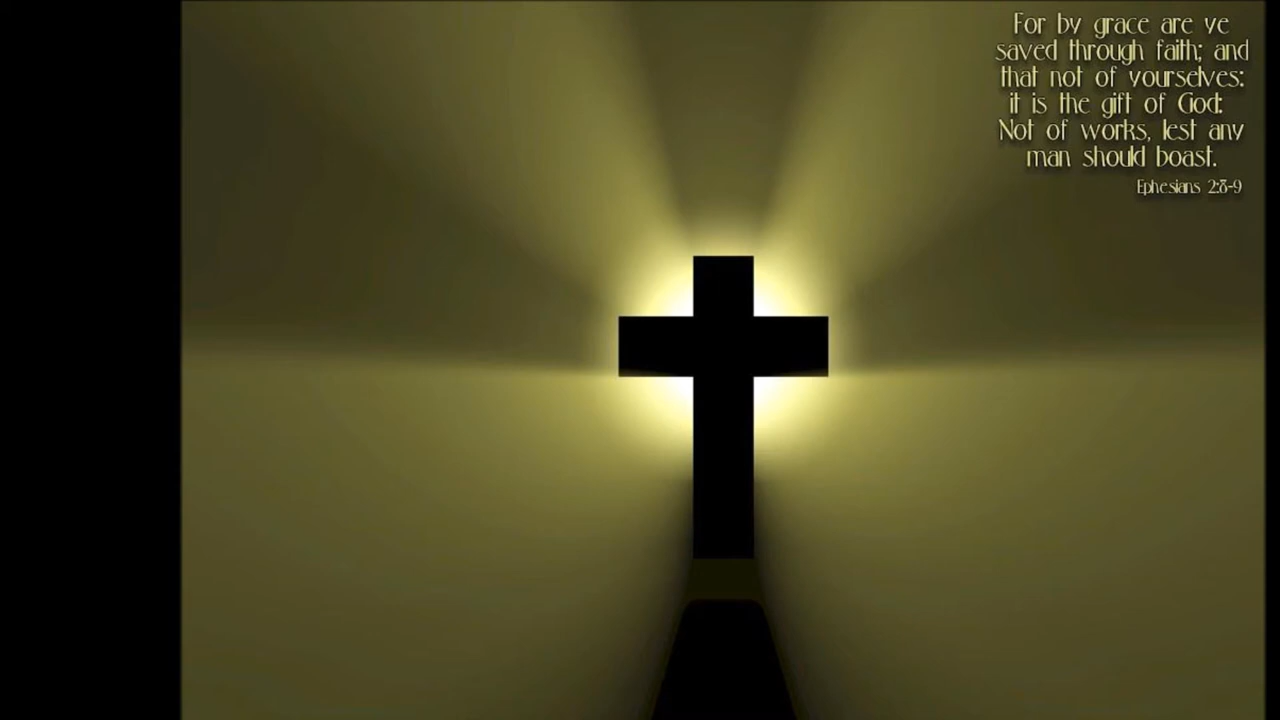 For by grace are ye
saved through faith; and
that not of yourselves:
it is the gift of God:
Not of works, lest any
man should boast.
Ephesians 2:8-9